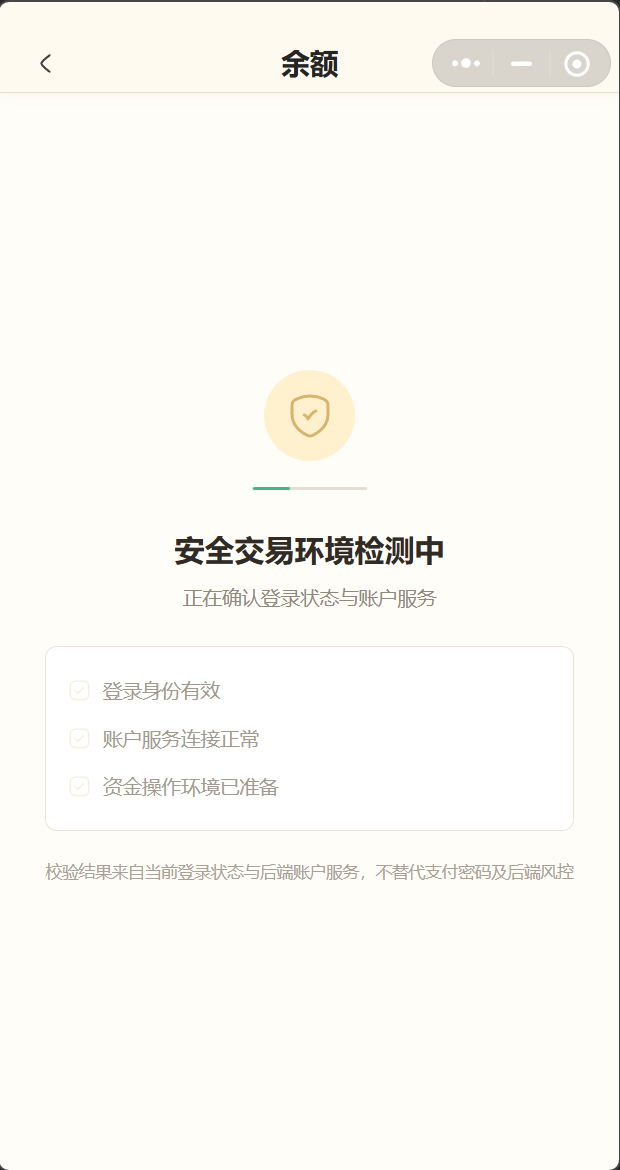 余额
安全交易环境检测中
正在确认登录状态与账户服务
登录身份有效
账户服务连接正常
资金操作环境已准备
校验结果来自当前登录状态与后端账户服务，不替代支付密码及后端风控